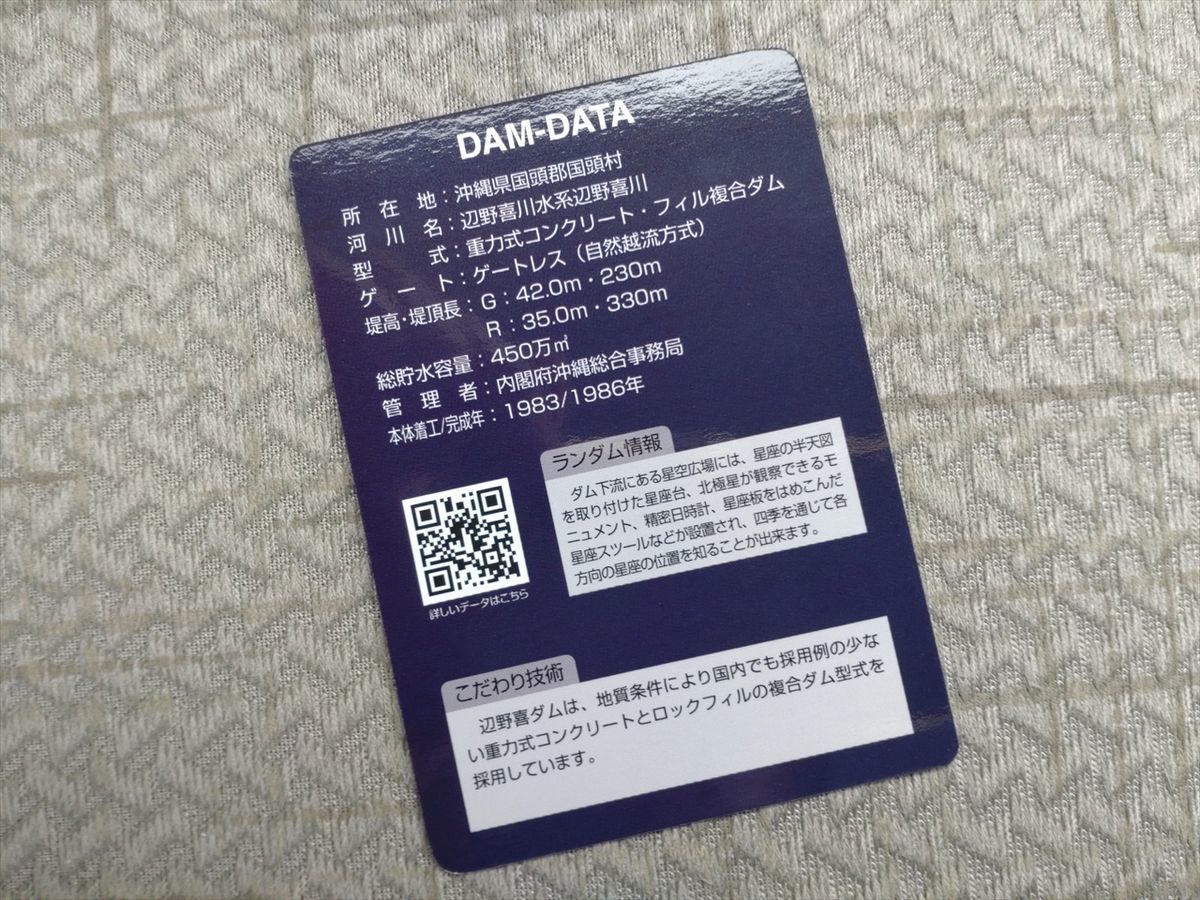 DAM-DATA
所在地：沖縄県国頭郡国頭村
河川名：辺野喜川水系辺野喜川
型式：重力式コンクリート・フィル複合ダム
ゲート：ゲートレス（自然越流方式）
堤高・堤頂長：G：42.0m・230m
R：35.0m・330m
総貯水容量：450万㎥
管理者：内閣府沖縄総合事務局
本体着工/完成年：1983/1986年
ランダム情報
ダム下流にある星空広場には、星座の半天図
を取り付けた星座台、北極星が観察できるモ
ニュメント、精密日時計、星座板をはめこんだ
星座スツールなどが設置され、四季を通じて各
方向の星座の位置を知ることが出来ます。
詳しいデータはこちら
こだわり技術
辺野喜ダムは、地質条件により国内でも採用例の少な
い重力式コンクリートとロックフィルの複合ダム型式を
採用しています。